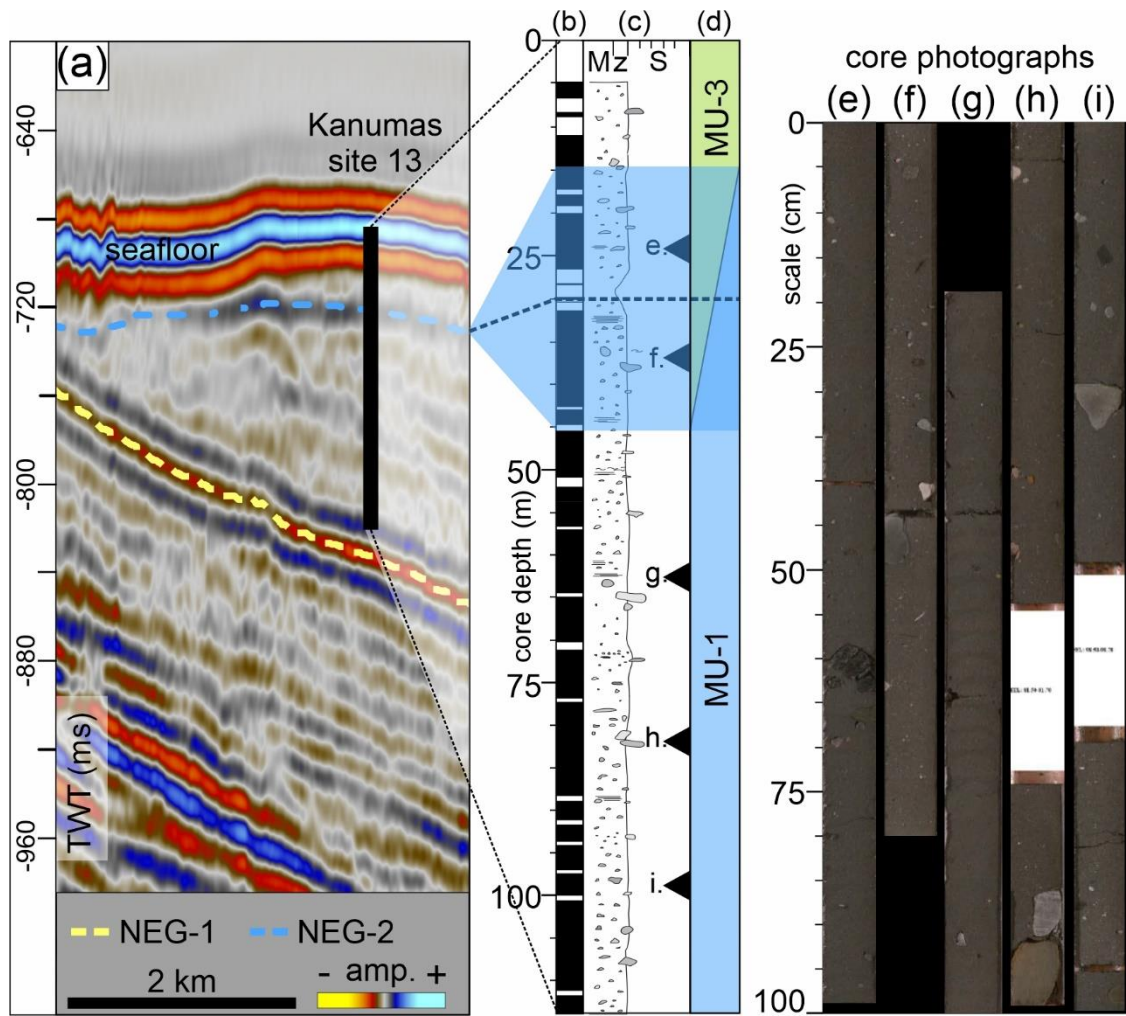 (a)
-640
-720
-800
-880
-960
TWT (ms)
Kanumas
site 13
seafloor
NEG-1
NEG-2
2 km
- amp. +
(b)
(c)
(d)
0
25
50
75
100
core depth (m)
Mz
S
e.
f.
g.
h.
i.
MU-3
MU-1
core photographs
(e) (f) (g) (h) (i)
0
25
50
75
100
scale (cm)